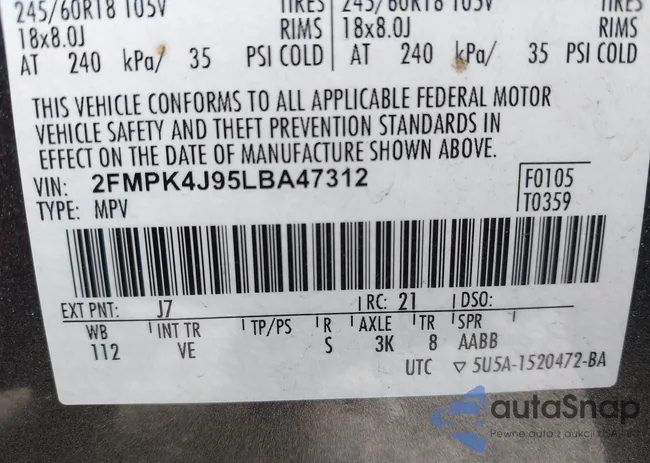 245/60R18 105V TIRES 245/60R18 105V TIRES
18x8.0J RIMS 18x8.0J RIMS
AT 240 kPa/ 35 PSI COLD AT 240 kPa/ 35 PSI COLD
THIS VEHICLE CONFORMS TO ALL APPLICABLE FEDERAL MOTOR
VEHICLE SAFETY AND THEFT PREVENTION STANDARDS IN
EFFECT ON THE DATE OF MANUFACTURE SHOWN ABOVE.
VIN: 2FMPK4J95LBA47312 F0105
TYPE: MPV T0359
EXT PNT: J7 RC: 21 DSO:
WB INT TR TP/PS R AXLE TR SPR
112 VE S 3K 8 AABB
UTC ▽ 5U5A-1520472-BA
autaSnap
Pewne auta z aukcji z USA